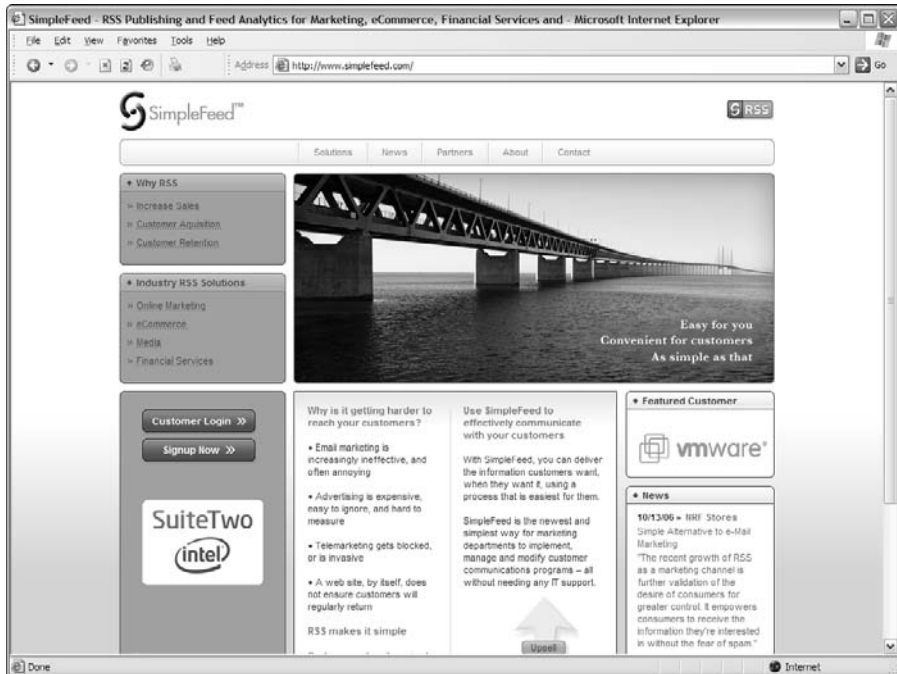 SimpleFeed - RSS Publishing and Feed Analytics for Marketing, eCommerce, Financial Services and - Microsoft Internet Explorer
File Edit View Favorites Tools Help
Address http://www.simplefeed.com/ Go
SimpleFeed™
RSS
Solutions News Partners About Contact
Why RSS
» Increase Sales
» Customer Aquisition
» Customer Retention
Industry RSS Solutions
» Online Marketing
» eCommerce
» Media
» Financial Services
Easy for you
Convenient for customers
As simple as that
Customer Login »
Signup Now »
SuiteTwo
intel
Why is it getting harder to
reach your customers?
• Email marketing is
increasingly ineffective, and
often annoying
• Advertising is expensive,
easy to ignore, and hard to
measure
• Telemarketing gets blocked,
or is invasive
• A web site, by itself, does
not ensure customers will
regularly return
RSS makes it simple
Use SimpleFeed to
effectively communicate
with your customers
With SimpleFeed, you can deliver
the information customers want,
when they want it, using a
process that is easiest for them.
SimpleFeed is the newest and
simplest way for marketing
departments to implement,
manage and modify customer
communications programs – all
without needing any IT support.
Upsell
Featured Customer
vmware®
News
10/13/06 » NRF Stores
Simple Alternative to e-Mail
Marketing
"The recent growth of RSS
as a marketing channel is
further validation of the
desire of consumers for
greater control. It empowers
consumers to receive the
information they're interested
in without the fear of spam."
Done Internet